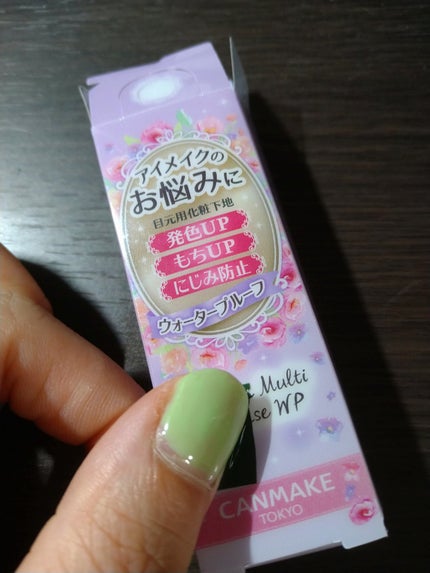 アイメイクの
お悩みに
目元用化粧下地
発色UP
もちUP
にじみ防止
ウォータープルーフ
Multi
WP
CANMAKE
TOKYO